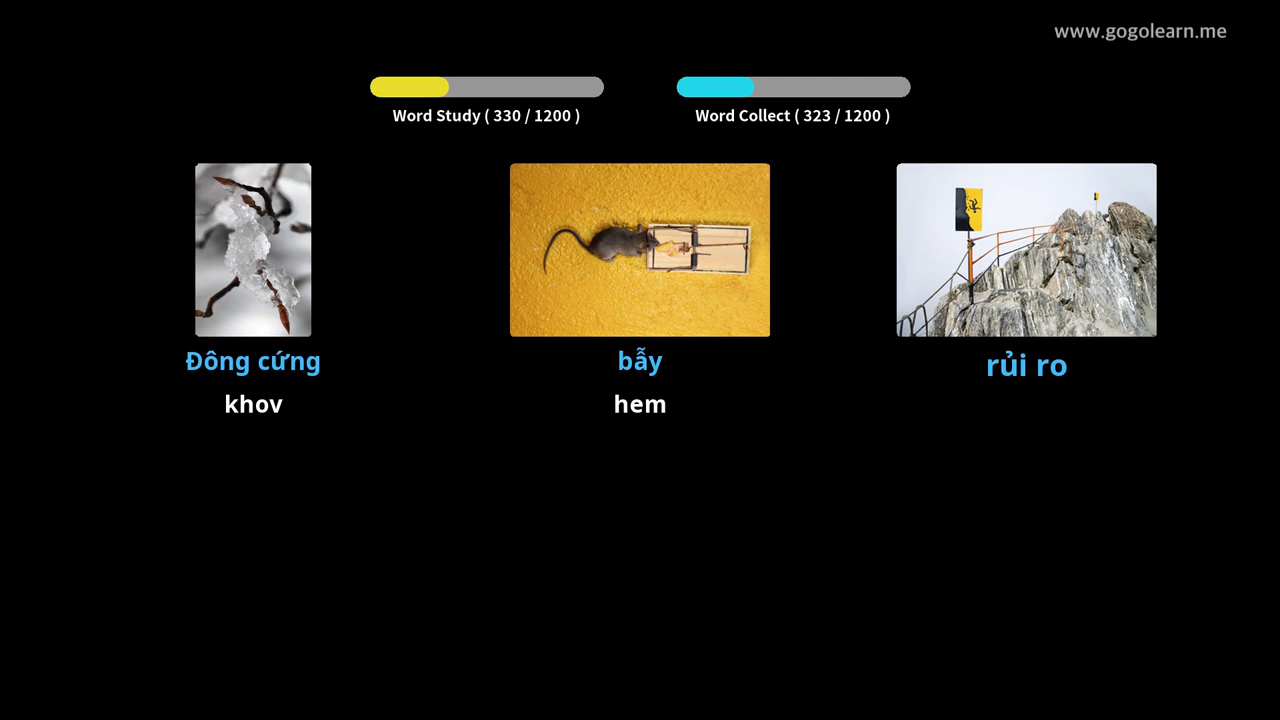 www.gogolearn.me
Word Study ( 330 / 1200 )
Word Collect ( 323 / 1200 )
Đông cứng
bẫy
rủi ro
khov
hem